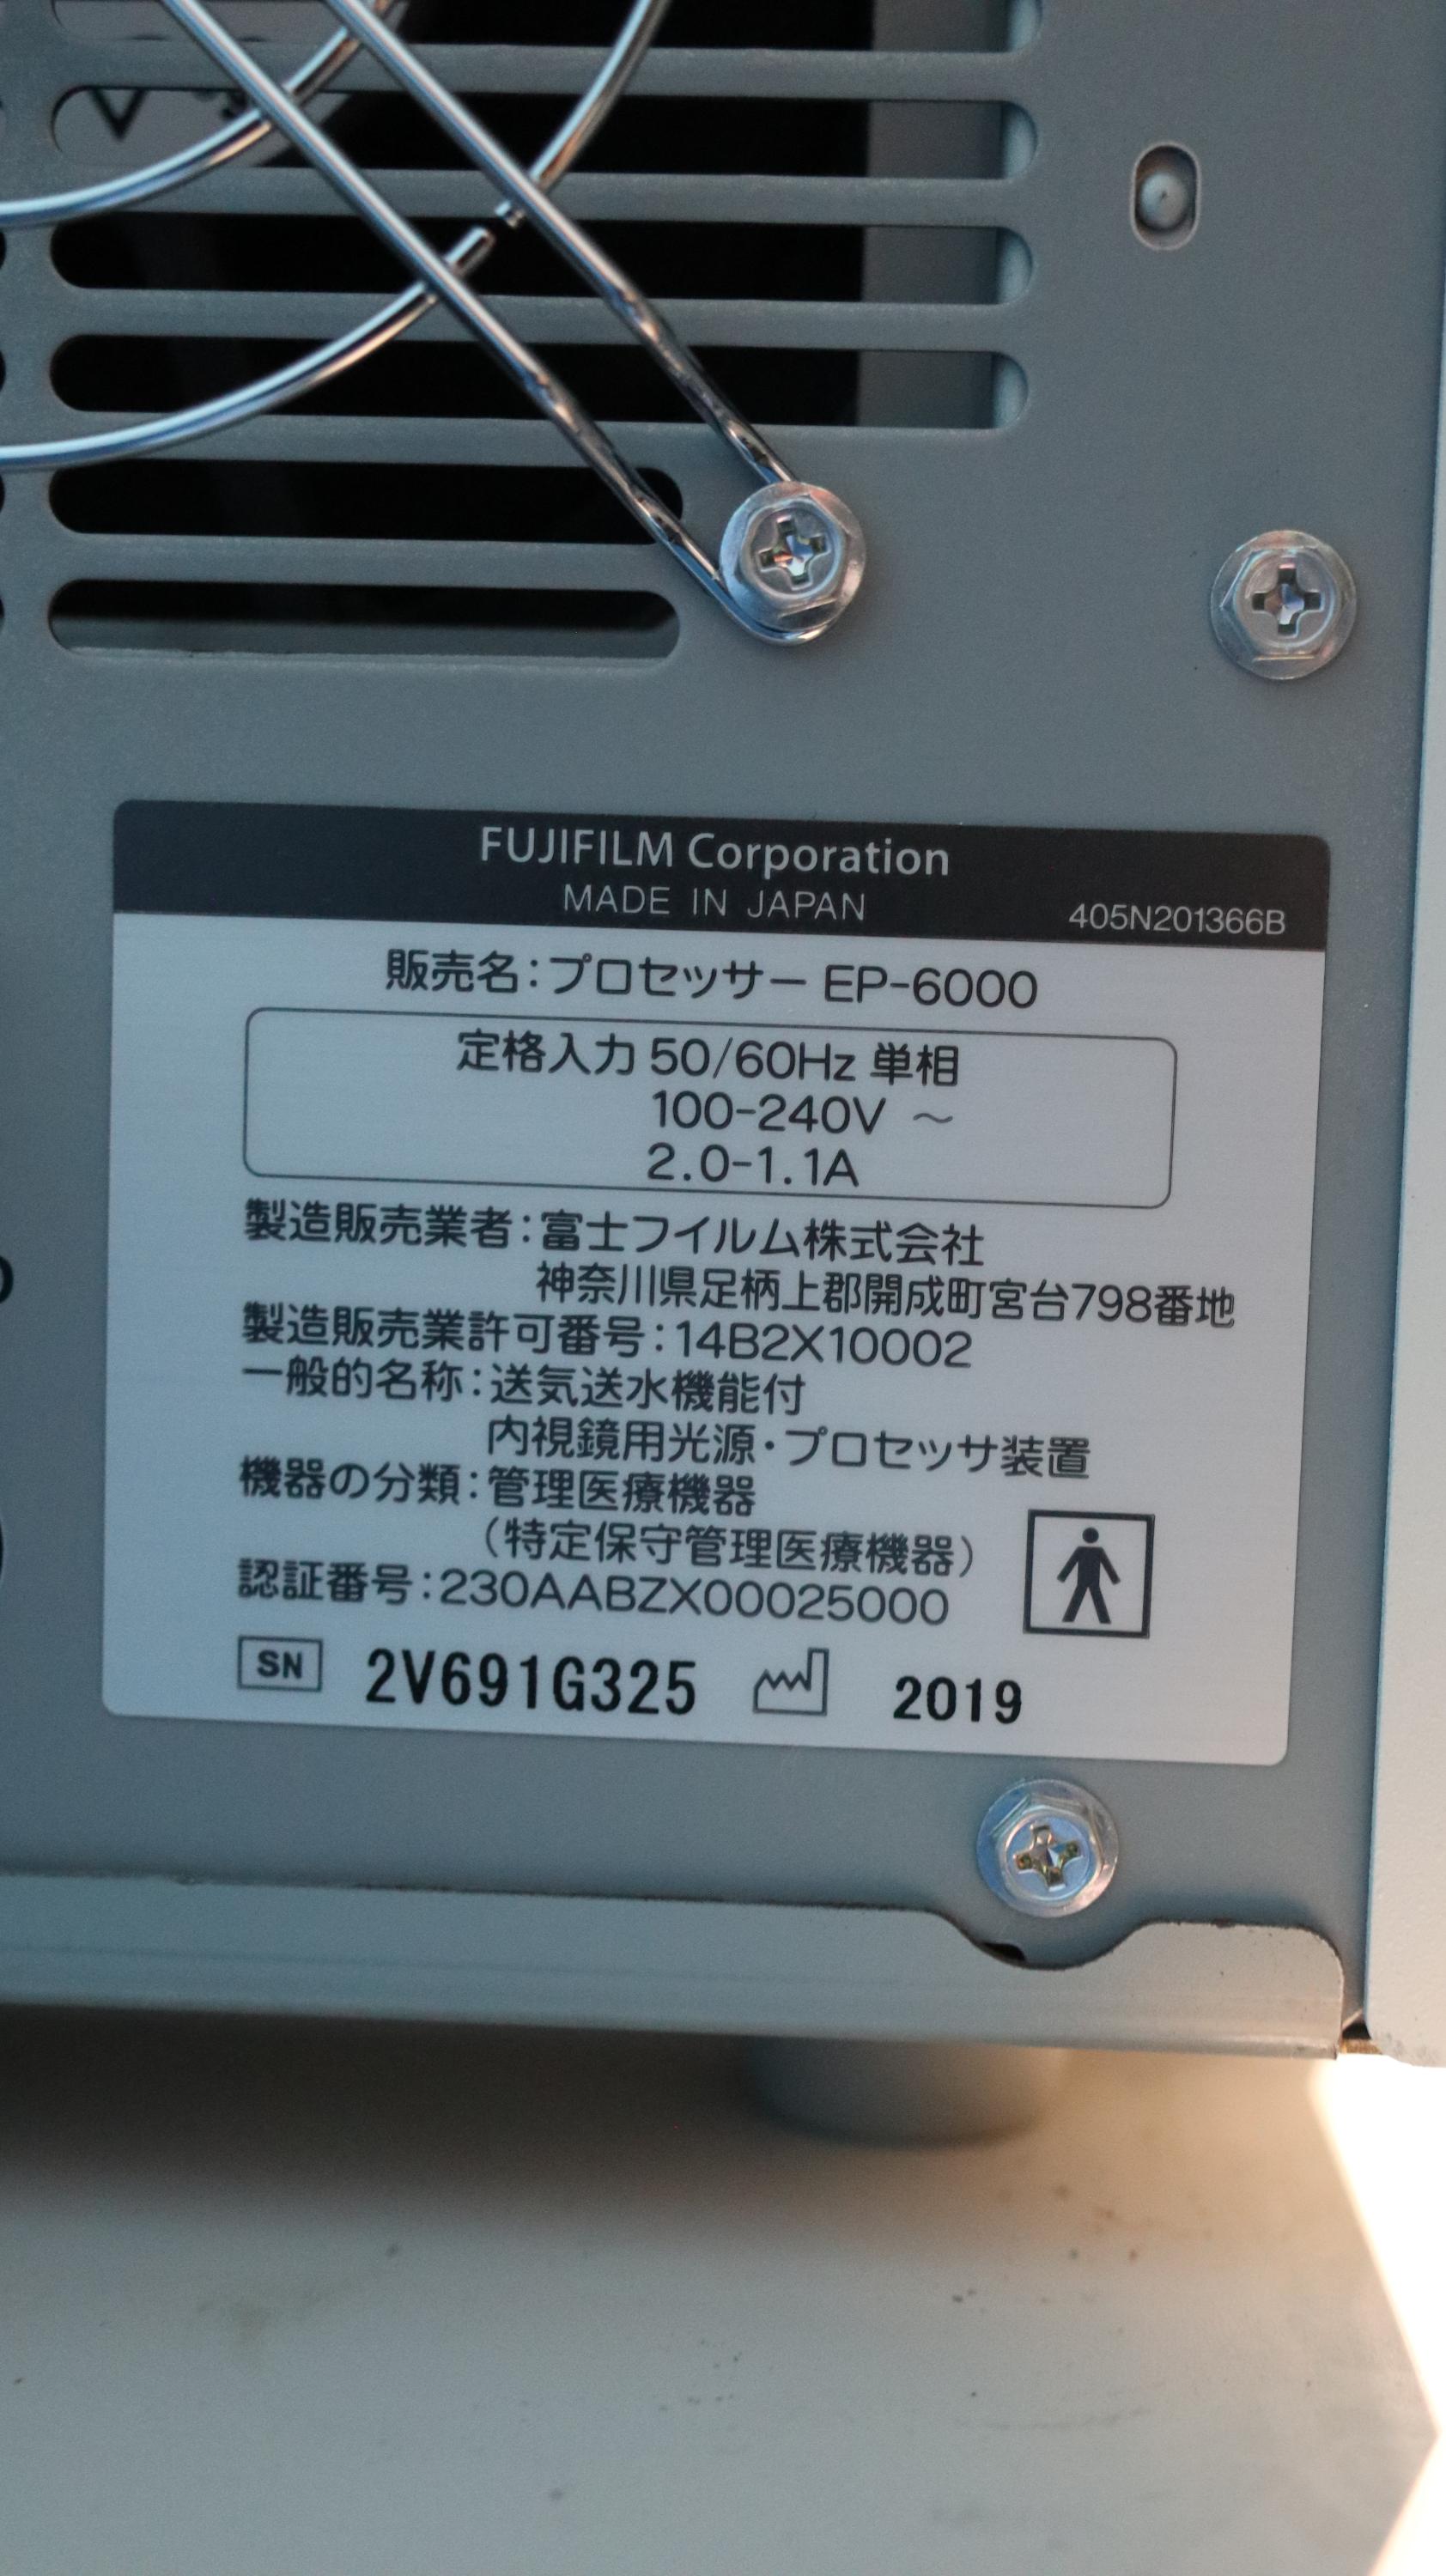 FUJIFILM Corporation
MADE IN JAPAN
405N201366B
販売名：プロセッサー EP-6000
定格入力 50/60Hz 単相
100-240V ～
2.0-1.1A
製造販売業者：富士フイルム株式会社
神奈川県足柄上郡開成町宮台798番地
製造販売業許可番号：14B2X10002
一般的名称：送気送水機能付
内視鏡用光源・プロセッサ装置
機器の分類：管理医療機器
（特定保守管理医療機器）
認証番号：230AABZX00025000
SN 2V691G325 2019